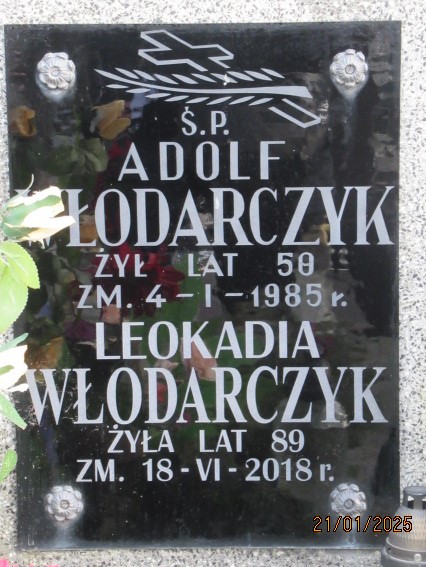 Ś.P.
ADOLF
WŁODARCZYK
ŻYŁ LAT 50
ZM. 4-I-1985 r.
LEOKADIA
WŁODARCZYK
ŻYŁA LAT 89
ZM. 18-VI-2018 r.
21/01/2025